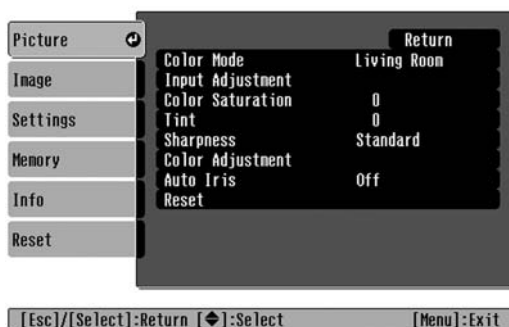 Picture
Image
Settings
Memory
Info
Reset
Return
Color Mode Living Room
Input Adjustment
Color Saturation 0
Tint 0
Sharpness Standard
Color Adjustment
Auto Iris Off
Reset
[Esc]/[Select]:Return [◆]:Select [Menu]:Exit